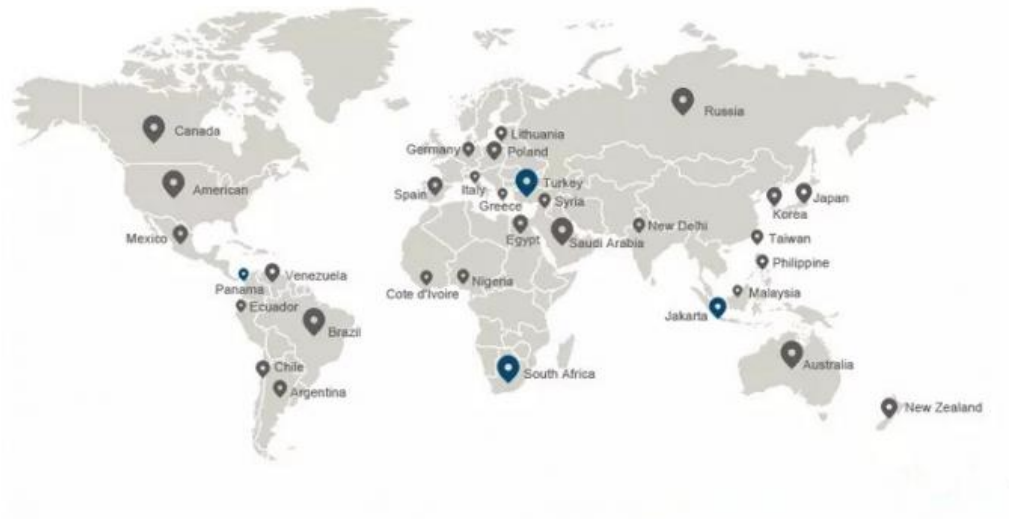 Canada
Russia
Lithuania
Germany
Poland
American
Turkey
Spain
Italy
Syria
Greece
Japan
Korea
New Delhi
Mexico
Egypt
Saudi Arabia
Taiwan
Philippine
Venezuela
Nigeria
Panama
Cote d'Ivoire
Malaysia
Ecuador
Jakarta
Brazil
Chile
Australia
South Africa
Argentina
New Zealand